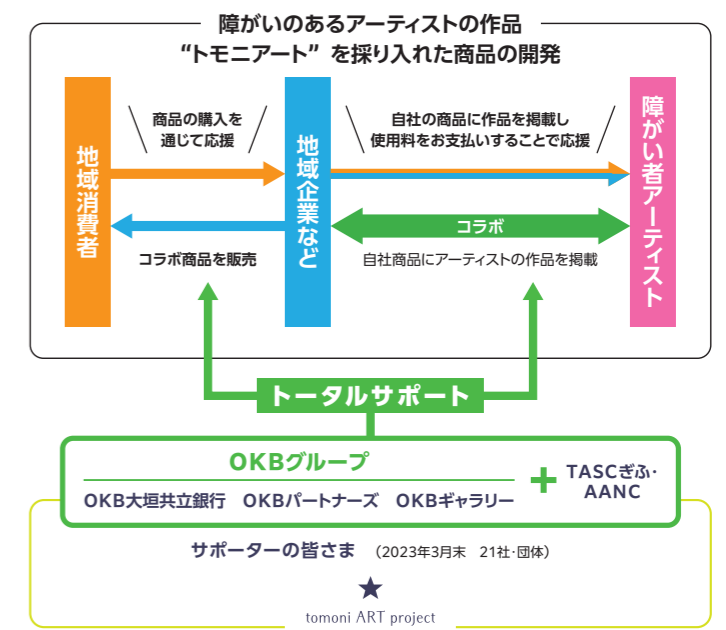 障がいのあるアーティストの作品
“トモニアート”を採り入れた商品の開発
地域消費者
商品の購入を
通じて応援
地域企業など
自社の商品に作品を掲載し
使用料をお支払いすることで応援
障がい者アーティスト
コラボ
コラボ商品を販売
自社商品にアーティストの作品を掲載
トータルサポート
OKBグループ
OKB大垣共立銀行 OKBパートナーズ OKBギャラリー
+
TASCぎふ・
AANC
サポーターの皆さま (2023年3月末 21社・団体)
tomoni ART project